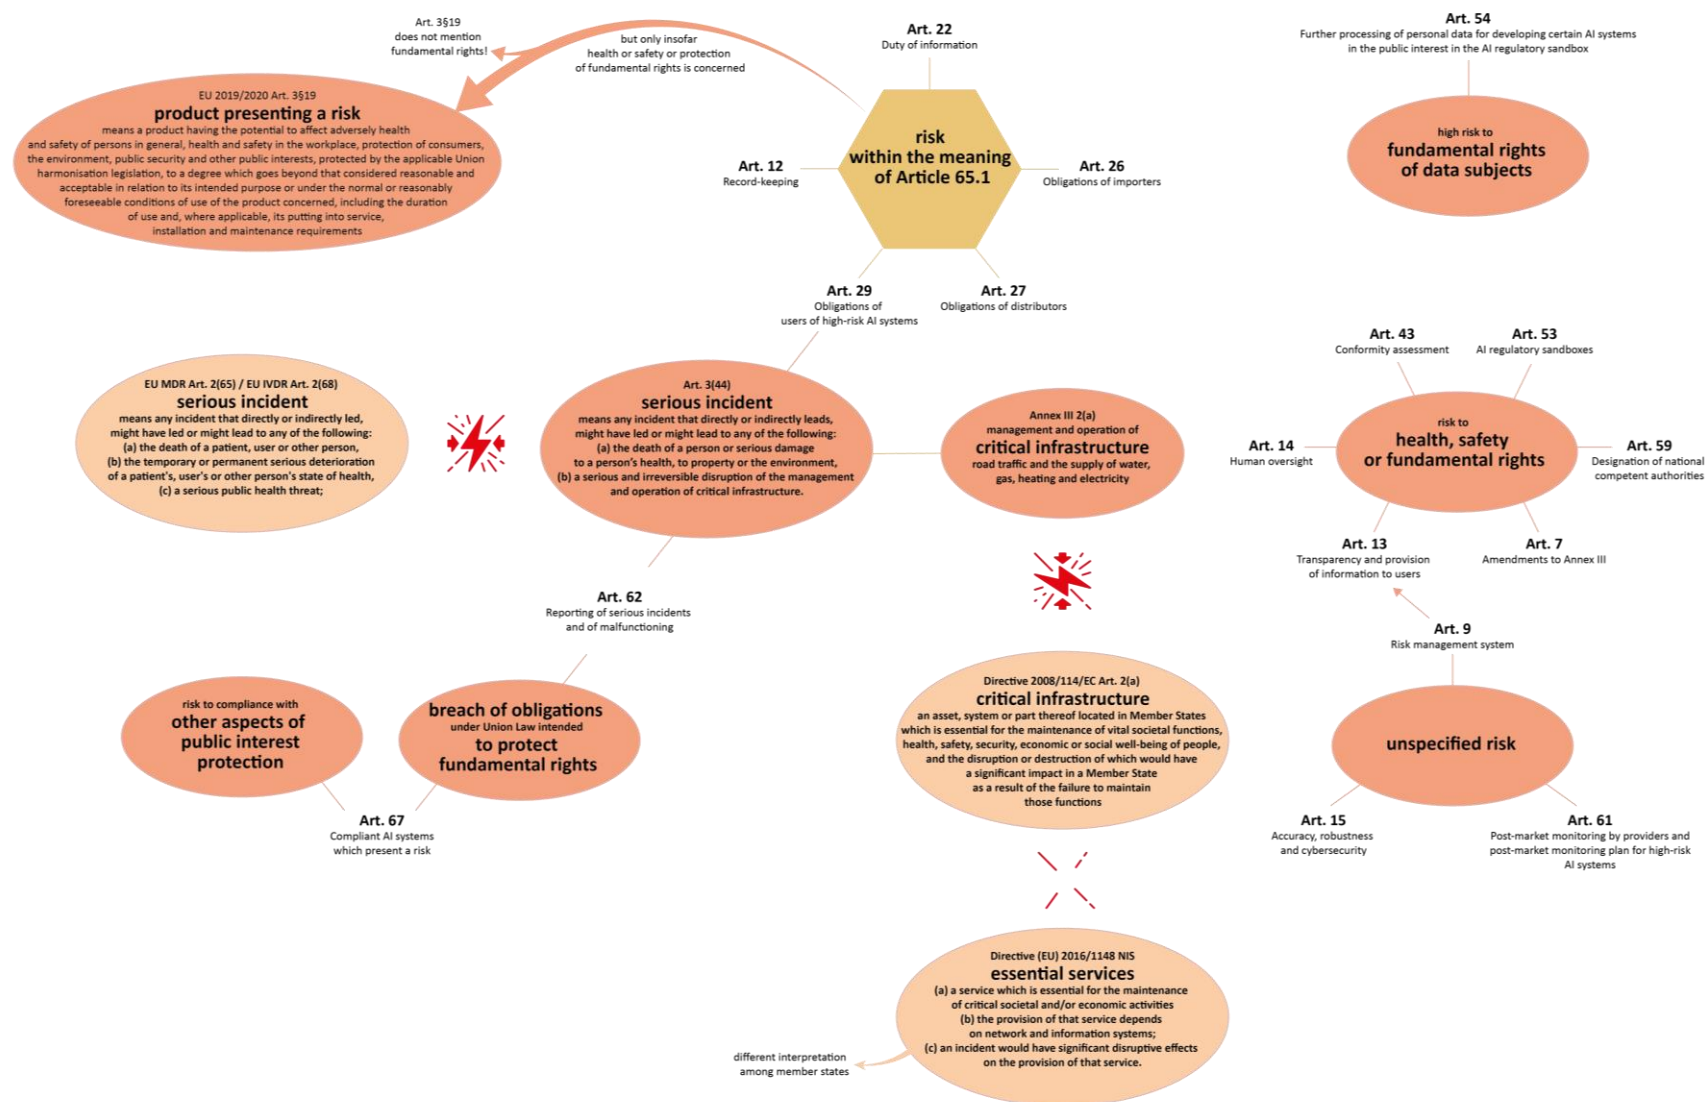 Art. 3§19
does not mention
fundamental rights!
but only insofar
health or safety or protection
of fundamental rights is concerned
Art. 22
Duty of information
Art. 54
Further processing of personal data for developing certain AI systems
in the public interest in the AI regulatory sandbox
EU 2019/2020 Art. 3§19
product presenting a risk
means a product having the potential to affect adversely health
and safety of persons in general, health and safety in the workplace, protection of consumers,
the environment, public security and other public interests, protected by the applicable Union
harmonisation legislation, to a degree which goes beyond that considered reasonable and
acceptable in relation to its intended purpose or under the normal or reasonably
foreseeable conditions of use of the product concerned, including the duration
of use and, where applicable, its putting into service,
installation and maintenance requirements
risk
within the meaning
of Article 65.1
Art. 12
Record-keeping
Art. 26
Obligations of importers
high risk to
fundamental rights
of data subjects
Art. 29
Obligations of
users of high-risk AI systems
Art. 27
Obligations of distributors
EU MDR Art. 2(65) / EU IVDR Art. 2(68)
serious incident
means any incident that directly or indirectly led,
might have led or might lead to any of the following:
(a) the death of a patient, user or other person,
(b) the temporary or permanent serious deterioration
of a patient's, user's or other person's state of health,
(c) a serious public health threat;
Art. 3(44)
serious incident
means any incident that directly or indirectly leads,
might have led or might lead to any of the following:
(a) the death of a person or serious damage
to a person's health, to property or the environment,
(b) a serious and irreversible disruption of the management
and operation of critical infrastructure.
Annex III 2(a)
management and operation of
critical infrastructure
road traffic and the supply of water,
gas, heating and electricity
Art. 43
Conformity assessment
Art. 53
AI regulatory sandboxes
risk to
health, safety
or fundamental rights
Art. 14
Human oversight
Art. 59
Designation of national
competent authorities
Art. 13
Transparency and provision
of information to users
Art. 7
Amendments to Annex III
Art. 62
Reporting of serious incidents
and of malfunctioning
Art. 9
Risk management system
risk to compliance with
other aspects of
public interest
protection
breach of obligations
under Union Law intended
to protect
fundamental rights
Directive 2008/114/EC Art. 2(a)
critical infrastructure
an asset, system or part thereof located in Member States
which is essential for the maintenance of vital societal functions,
health, safety, security, economic or social well-being of people,
and the disruption or destruction of which would have
a significant impact in a Member State
as a result of the failure to maintain
those functions
unspecified risk
Art. 67
Compliant AI systems
which present a risk
Art. 15
Accuracy, robustness
and cybersecurity
Art. 61
Post-market monitoring by providers and
post-market monitoring plan for high-risk
AI systems
Directive (EU) 2016/1148 NIS
essential services
(a) a service which is essential for the maintenance
of critical societal and/or economic activities
(b) the provision of that service depends
on network and information systems;
(c) an incident would have significant disruptive effects
on the provision of that service.
different interpretation
among member states